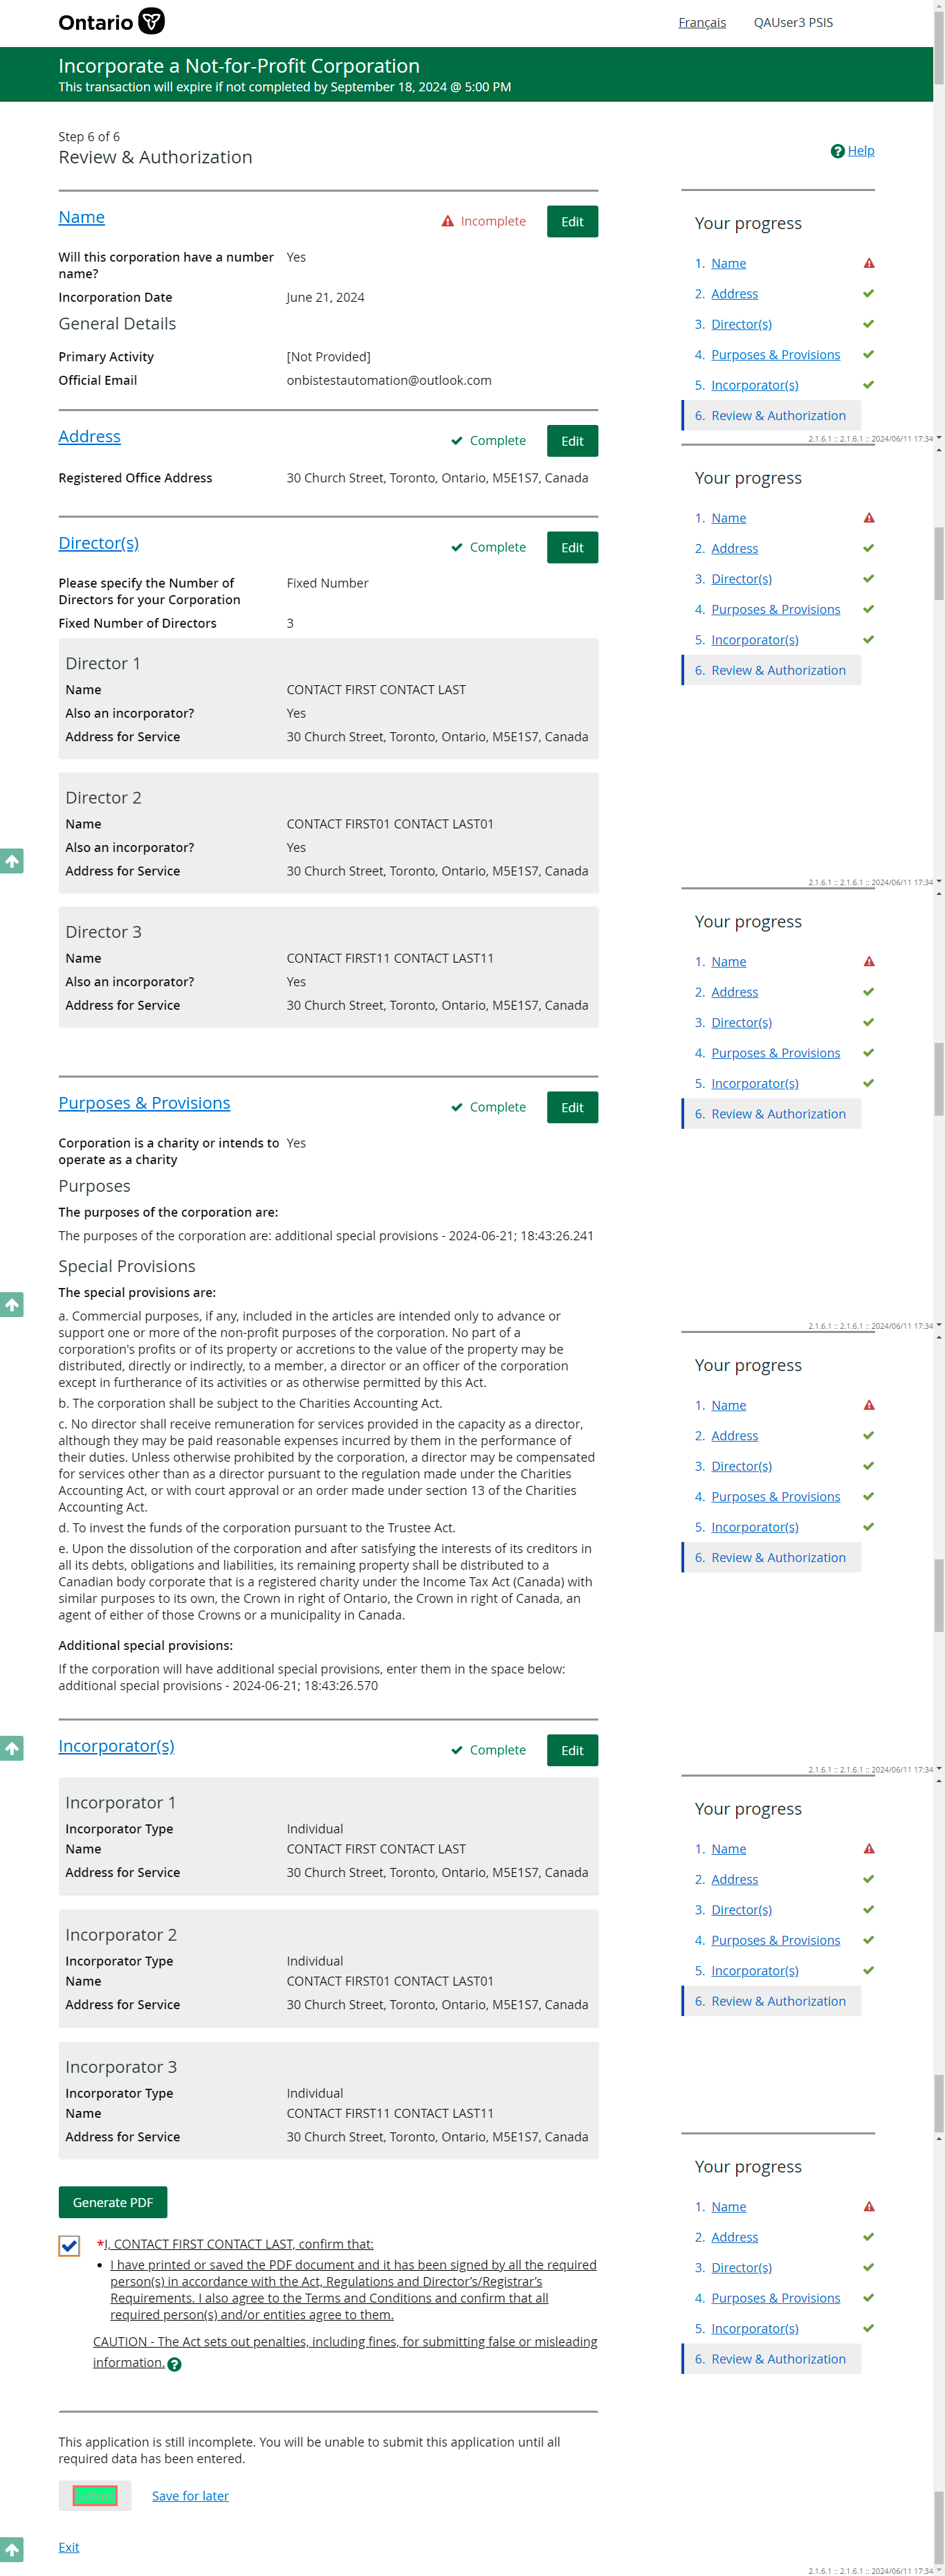 Ontario
Français
QAUser3 PSIS
Incorporate a Not-for-Profit Corporation
This transaction will expire if not completed by September 18, 2024 @ 5:00 PM
Step 6 of 6
Review & Authorization
Help
Name
Incomplete
Edit
Will this corporation have a number
name?
Yes
Incorporation Date
June 21, 2024
General Details
Primary Activity
[Not Provided]
Official Email
onbistestautomation@outlook.com
Your progress
1. Name
2. Address
3. Director(s)
4. Purposes & Provisions
5. Incorporator(s)
6. Review & Authorization
2.1.6.1 :: 2.1.6.1 :: 2024/06/11 17:34
Address
Complete
Edit
Registered Office Address
30 Church Street, Toronto, Ontario, M5E1S7, Canada
Director(s)
Complete
Edit
Please specify the Number of
Directors for your Corporation
Fixed Number
Fixed Number of Directors
3
Director 1
Name
CONTACT FIRST CONTACT LAST
Also an incorporator?
Yes
Address for Service
30 Church Street, Toronto, Ontario, M5E1S7, Canada
Director 2
Name
CONTACT FIRST01 CONTACT LAST01
Also an incorporator?
Yes
Address for Service
30 Church Street, Toronto, Ontario, M5E1S7, Canada
Your progress
1. Name
2. Address
3. Director(s)
4. Purposes & Provisions
5. Incorporator(s)
6. Review & Authorization
2.1.6.1 :: 2.1.6.1 :: 2024/06/11 17:34
Director 3
Name
CONTACT FIRST11 CONTACT LAST11
Also an incorporator?
Yes
Address for Service
30 Church Street, Toronto, Ontario, M5E1S7, Canada
Purposes & Provisions
Complete
Edit
Corporation is a charity or intends to
operate as a charity
Yes
Purposes
The purposes of the corporation are:
The purposes of the corporation are: additional special provisions - 2024-06-21; 18:43:26.241
Special Provisions
The special provisions are:
a. Commercial purposes, if any, included in the articles are intended only to advance or
support one or more of the non-profit purposes of the corporation. No part of a
Your progress
1. Name
2. Address
3. Director(s)
4. Purposes & Provisions
5. Incorporator(s)
6. Review & Authorization
2.1.6.1 :: 2.1.6.1 :: 2024/06/11 17:34
corporation's profits or of its property or accretions to the value of the property may be
distributed, directly or indirectly, to a member, a director or an officer of the corporation
except in furtherance of its activities or as otherwise permitted by this Act.
b. The corporation shall be subject to the Charities Accounting Act.
c. No director shall receive remuneration for services provided in the capacity as a director,
although they may be paid reasonable expenses incurred by them in the performance of
their duties. Unless otherwise prohibited by the corporation, a director may be compensated
for services other than as a director pursuant to the regulation made under the Charities
Accounting Act, or with court approval or an order made under section 13 of the Charities
Accounting Act.
d. To invest the funds of the corporation pursuant to the Trustee Act.
e. Upon the dissolution of the corporation and after satisfying the interests of its creditors in
all its debts, obligations and liabilities, its remaining property shall be distributed to a
Canadian body corporate that is a registered charity under the Income Tax Act (Canada) with
similar purposes to its own, the Crown in right of Ontario, the Crown in right of Canada, an
agent of either of those Crowns or a municipality in Canada.
Additional special provisions:
If the corporation will have additional special provisions, enter them in the space below:
additional special provisions - 2024-06-21; 18:43:26.570
Incorporator(s)
Complete
Edit
Your progress
1. Name
2. Address
3. Director(s)
4. Purposes & Provisions
5. Incorporator(s)
6. Review & Authorization
2.1.6.1 :: 2.1.6.1 :: 2024/06/11 17:34
Incorporator 1
Incorporator Type
Individual
Name
CONTACT FIRST CONTACT LAST
Address for Service
30 Church Street, Toronto, Ontario, M5E1S7, Canada
Incorporator 2
Incorporator Type
Individual
Name
CONTACT FIRST01 CONTACT LAST01
Address for Service
30 Church Street, Toronto, Ontario, M5E1S7, Canada
Incorporator 3
Incorporator Type
Individual
Name
CONTACT FIRST11 CONTACT LAST11
Address for Service
30 Church Street, Toronto, Ontario, M5E1S7, Canada
Your progress
1. Name
2. Address
3. Director(s)
4. Purposes & Provisions
5. Incorporator(s)
6. Review & Authorization
Generate PDF
*I, CONTACT FIRST CONTACT LAST, confirm that:
• I have printed or saved the PDF document and it has been signed by all the required
person(s) in accordance with the Act, Regulations and Director's/Registrar's
Requirements. I also agree to the Terms and Conditions and confirm that all
required person(s) and/or entities agree to them.
CAUTION - The Act sets out penalties, including fines, for submitting false or misleading
information.
This application is still incomplete. You will be unable to submit this application until all
required data has been entered.
Save for later
Exit
Your progress
1. Name
2. Address
3. Director(s)
4. Purposes & Provisions
5. Incorporator(s)
6. Review & Authorization
2.1.6.1 :: 2.1.6.1 :: 2024/06/11 17:34